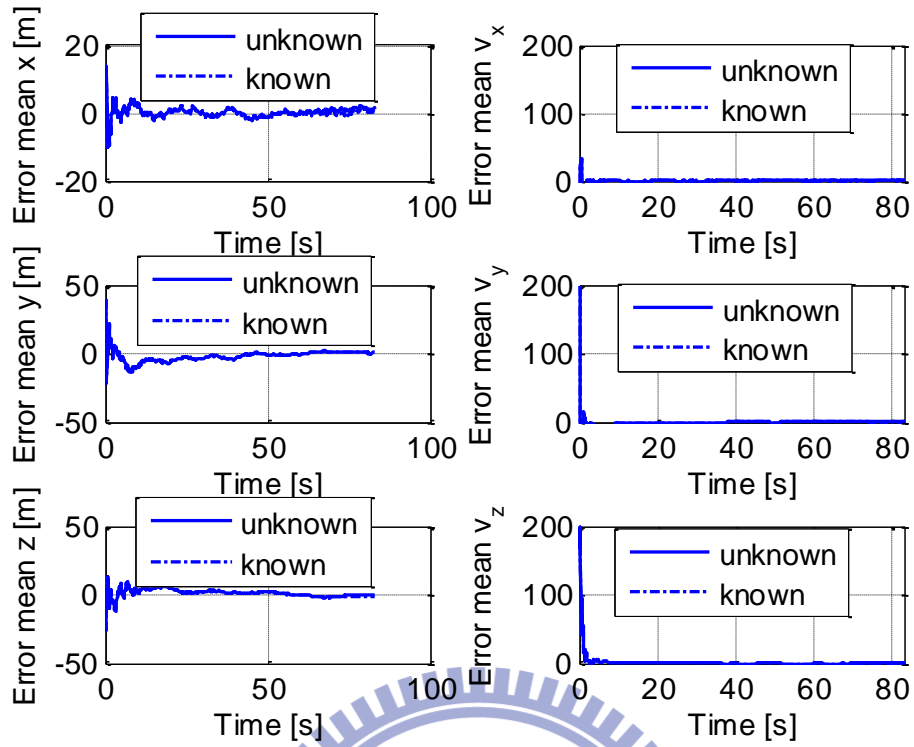 Error mean x [m]
20
0
-20
unknown
known
0 50 100
Time [s]
Error mean v_x
200
100
0
unknown
known
0 20 40 60 80
Time [s]
Error mean y [m]
50
0
-50
unknown
known
0 50 100
Time [s]
Error mean v_y
200
100
0
unknown
known
0 20 40 60 80
Time [s]
Error mean z [m]
50
0
-50
unknown
known
0 50 100
Time [s]
Error mean v_z
200
100
0
unknown
known
0 20 40 60 80
Time [s]